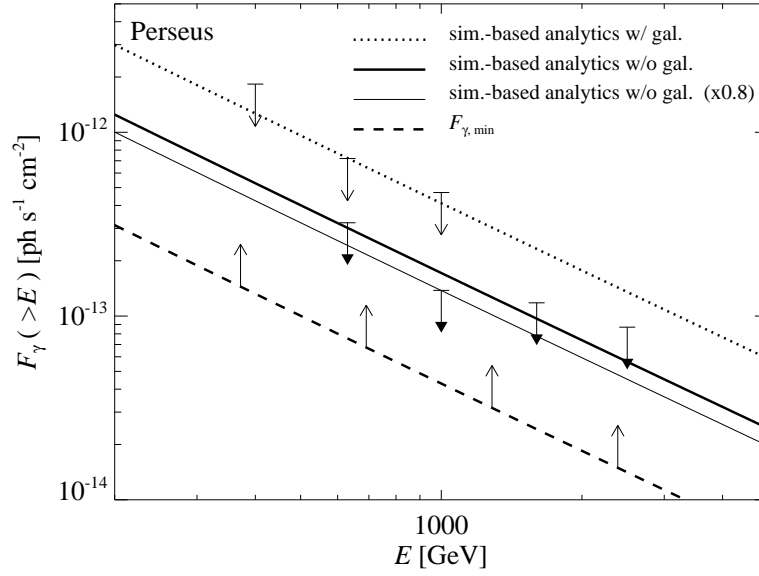 Perseus
sim.-based analytics w/ gal.
sim.-based analytics w/o gal.
sim.-based analytics w/o gal. (x0.8)
Fγ, min
10⁻¹²
10⁻¹³
10⁻¹⁴
Fγ ( >E ) [ph s⁻¹ cm⁻²]
1000
E [GeV]